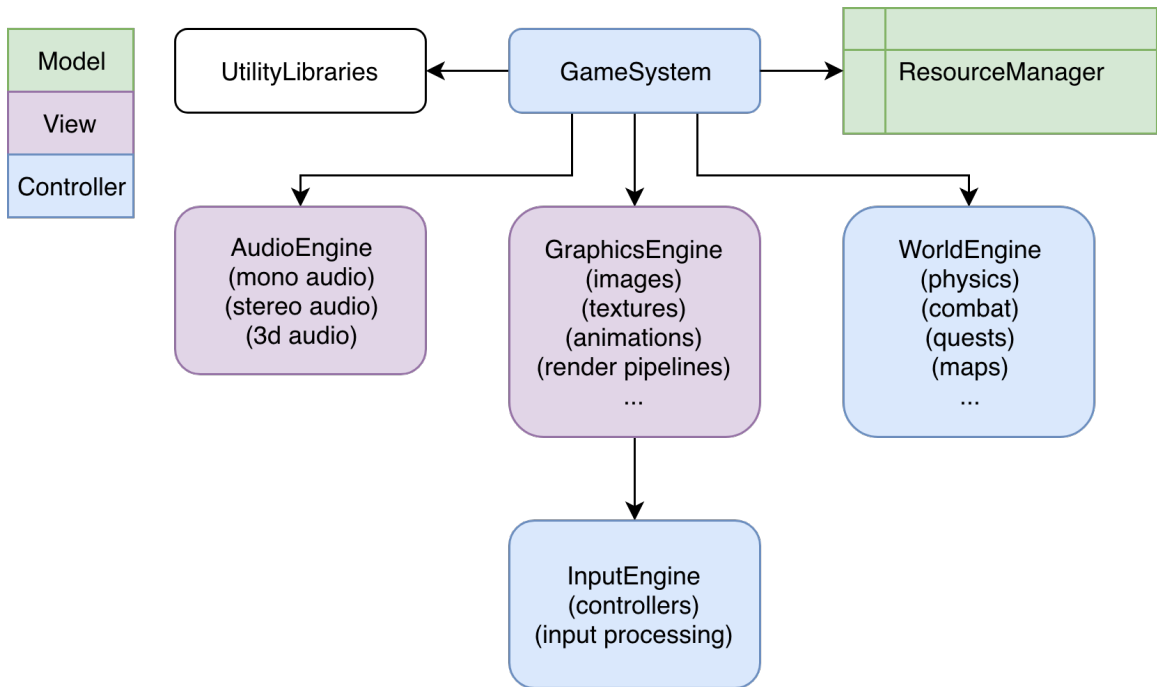 Model
View
Controller
UtilityLibraries
GameSystem
ResourceManager
AudioEngine
(mono audio)
(stereo audio)
(3d audio)
GraphicsEngine
(images)
(textures)
(animations)
(render pipelines)
...
WorldEngine
(physics)
(combat)
(quests)
(maps)
...
InputEngine
(controllers)
(input processing)